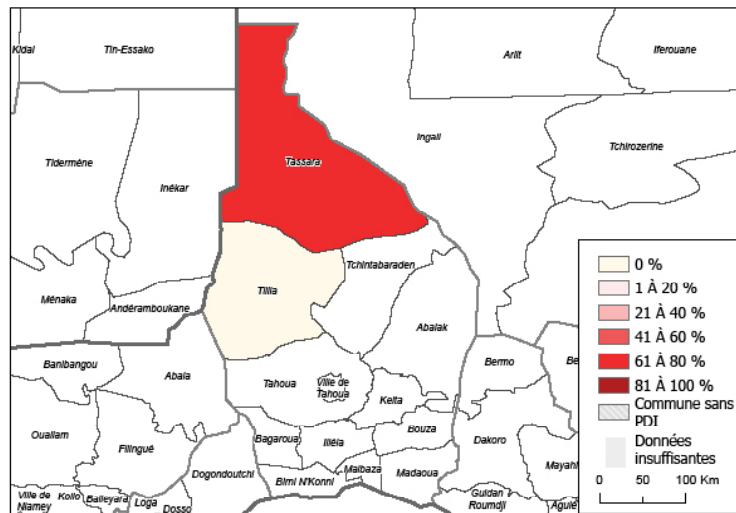 Kidal
Tin-Essako
Arlit
Iferouane
Ingall
Tassara
Tchirozerine
Tidermène
Inékar
Tchintabaraden
Tillia
Ménaka
Andéramboukane
Abalak
Banibangou
Abala
Bermo
Be
Tahoua
Ville de
Tahoua
Keita
Ouallam
Filingué
Bagaroua
Illéla
Bouza
Dakoro
Mayahi
Dogondoutchi
Birni N'Konni
Malbaza
Madaoua
Ville de
Niamey
Kollo
Balleyara
Loga
Dosso
Guidan
Roumdji
Aguié
0 %
1 À 20 %
21 À 40 %
41 À 60 %
61 À 80 %
81 À 100 %
Commune sans
PDI
Données
insuffisantes
0 50 100 Km